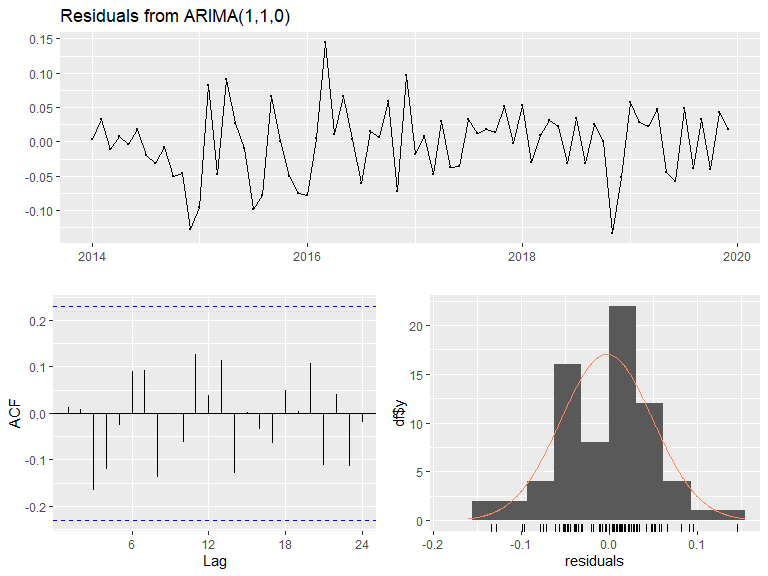 Residuals from ARIMA(1,1,0)
0.15
0.10
0.05
0.00
-0.05
-0.10
2014 2016 2018 2020
0.2
0.1
0.0
-0.1
-0.2
ACF
6 12 18 24
Lag
20
15
10
5
0
df$y
-0.2 -0.1 0.0 0.1
residuals